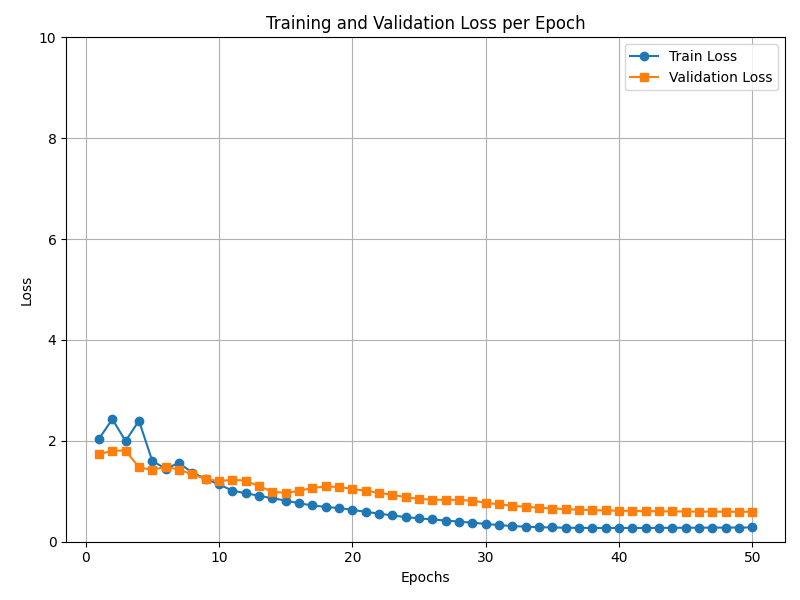 Training and Validation Loss per Epoch
Train Loss
Validation Loss
10
8
6
4
2
0
Loss
0 10 20 30 40 50
Epochs